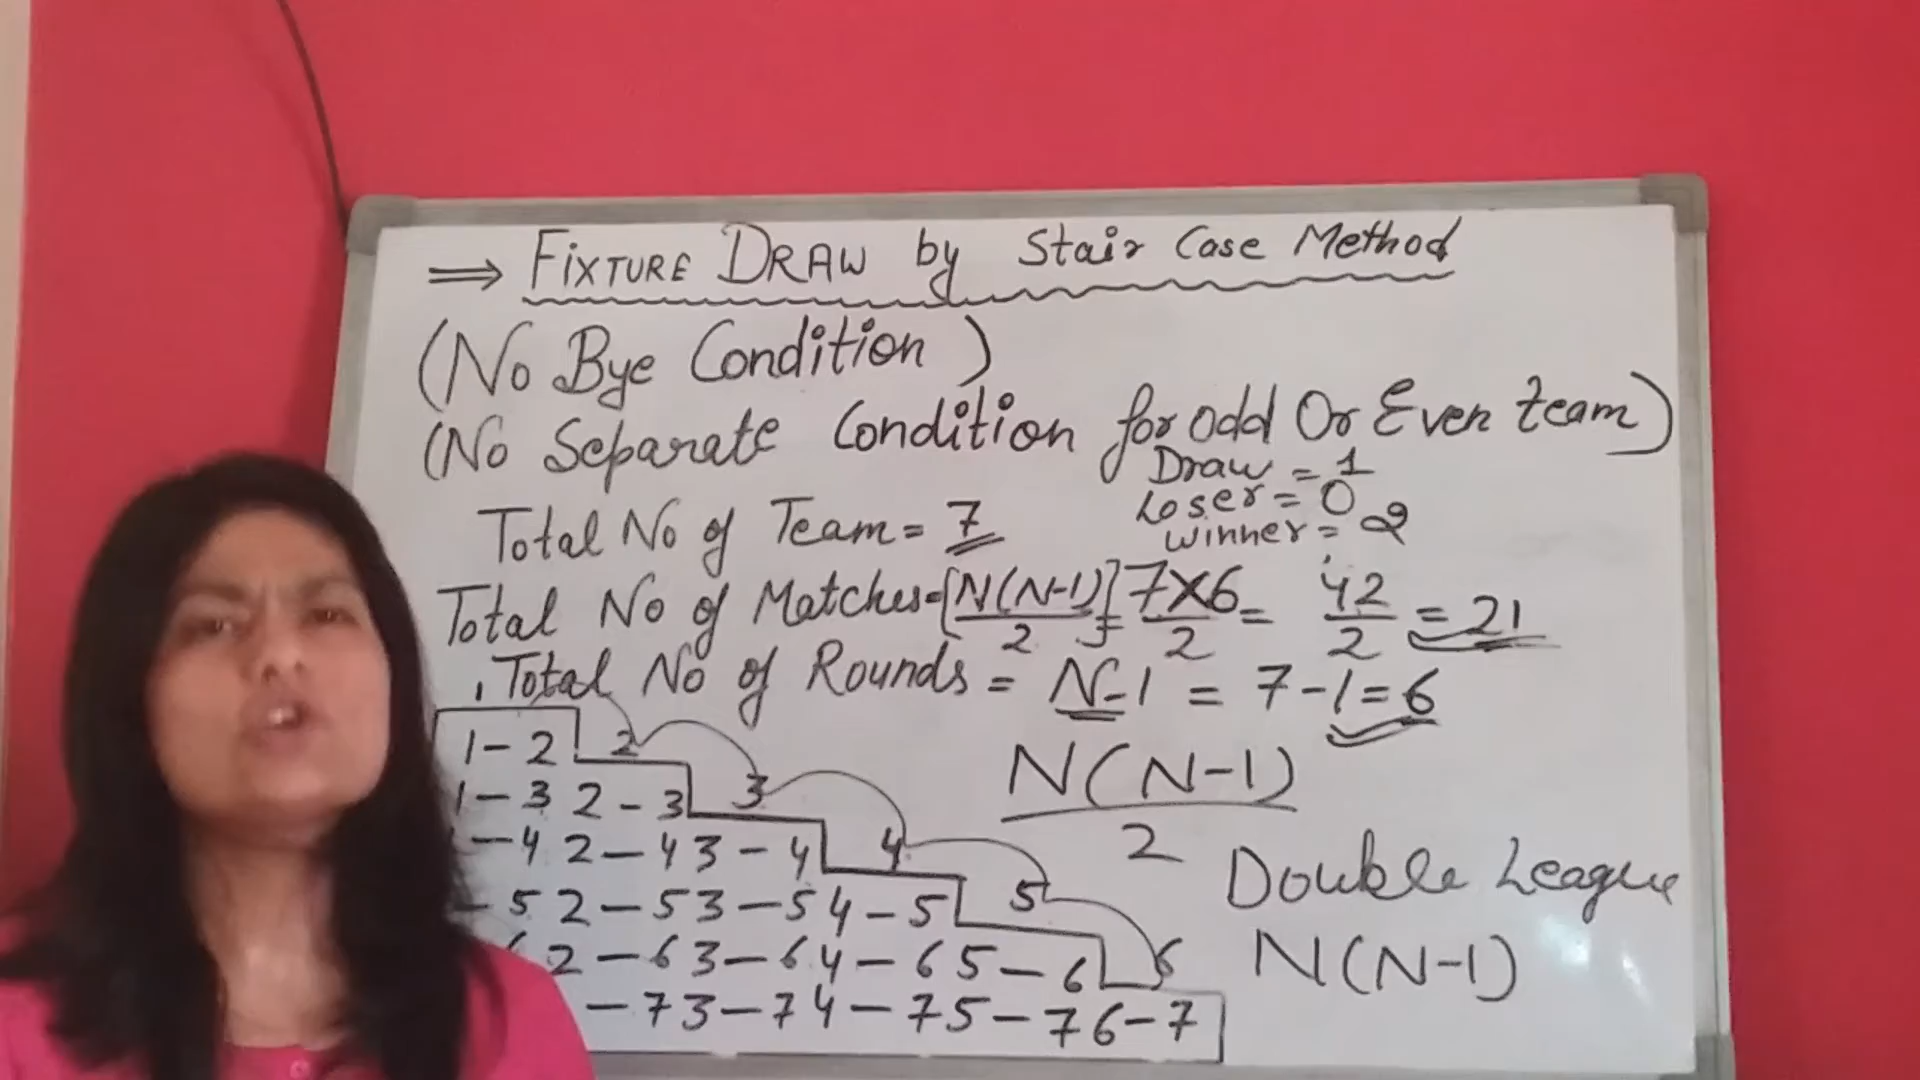 ⟹ FIXTURE DRAW by Stair Case Method
(No Bye Condition)
(No Separate Condition for odd Or Even team)
Draw = 1
Loser = 0
Winner = 2
Total No of Team = 7
Total No of Matches = [N(N-1)/2] = 7×6/2 = 42/2 = 21
Total No of Rounds = N-1 = 7-1 = 6
1-2 2
1-3 2-3 3
-4 2-4 3-4 4
-5 2-5 3-5 4-5 5
6 2-6 3-6 4-6 5-6 6
-7 3-7 4-7 5-7 6-7
N(N-1)
2
Double League
N(N-1)